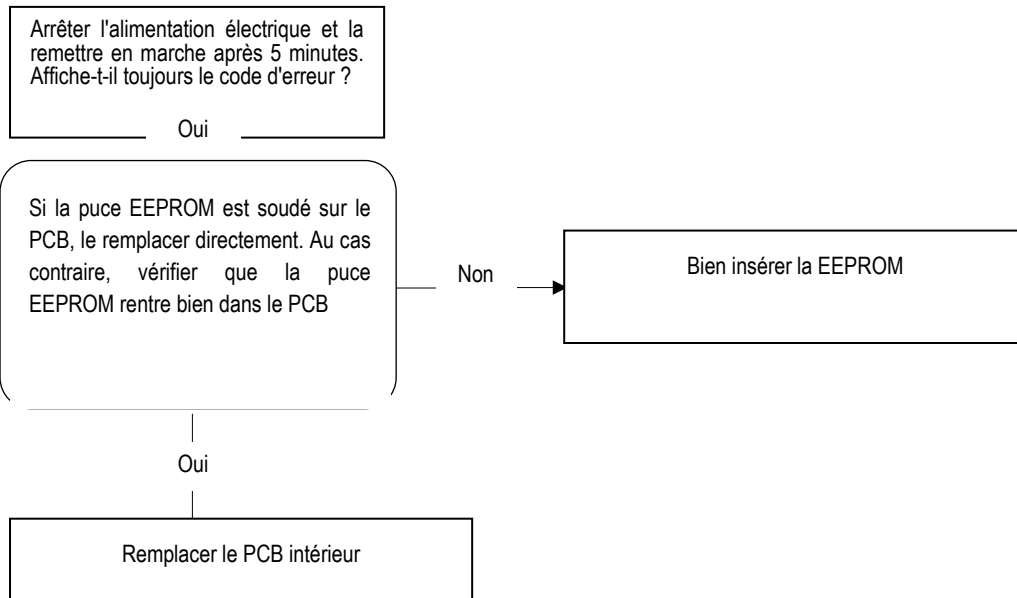 Arrêter l'alimentation électrique et la
remettre en marche après 5 minutes.
Affiche-t-il toujours le code d'erreur ?
Oui
Si la puce EEPROM est soudé sur le
PCB, le remplacer directement. Au cas
contraire, vérifier que la puce
EEPROM rentre bien dans le PCB
Non
Bien insérer la EEPROM
Oui
Remplacer le PCB intérieur